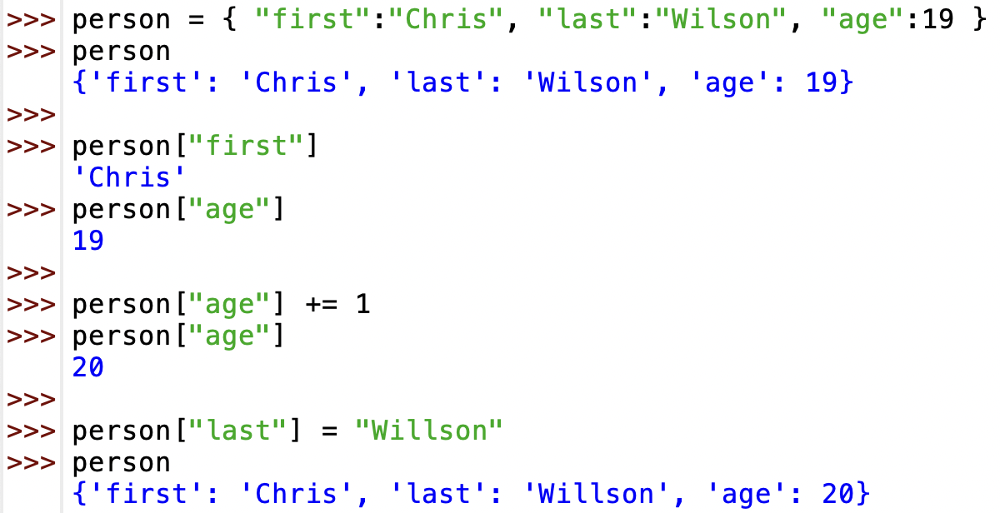 >>> person = { "first":"Chris", "last":"Wilson", "age":19 }
>>> person
{'first': 'Chris', 'last': 'Wilson', 'age': 19}
>>>
>>> person["first"]
'Chris'
>>> person["age"]
19
>>>
>>> person["age"] += 1
>>> person["age"]
20
>>>
>>> person["last"] = "Willson"
>>> person
{'first': 'Chris', 'last': 'Willson', 'age': 20}